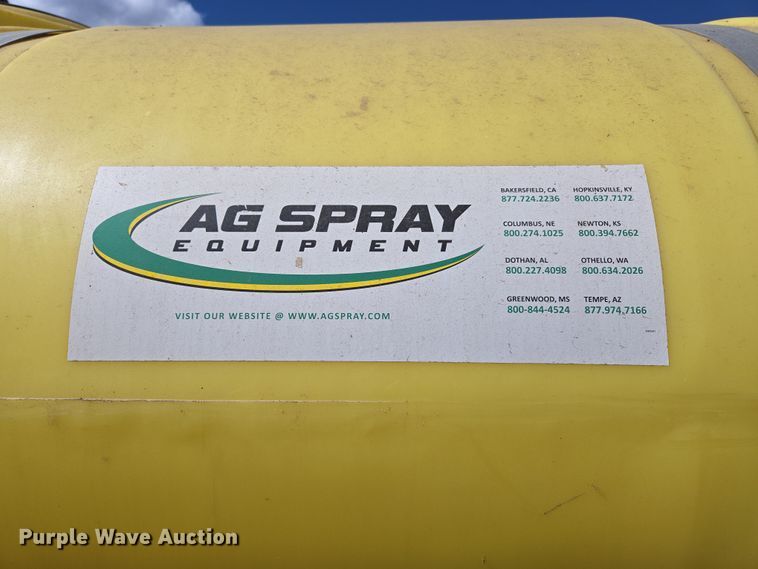 AG SPRAY
EQUIPMENT
VISIT OUR WEBSITE @ WWW.AGSPRAY.COM
BAKERSFIELD, CA
877.724.2236
HOPKINSVILLE, KY
800.637.7172
COLUMBUS, NE
800.274.1025
NEWTON, KS
800.394.7662
DOTHAN, AL
800.227.4098
OTHELLO, WA
800.634.2026
GREENWOOD, MS
800-844-4524
TEMPE, AZ
877.974.7166
Purple Wave Auction